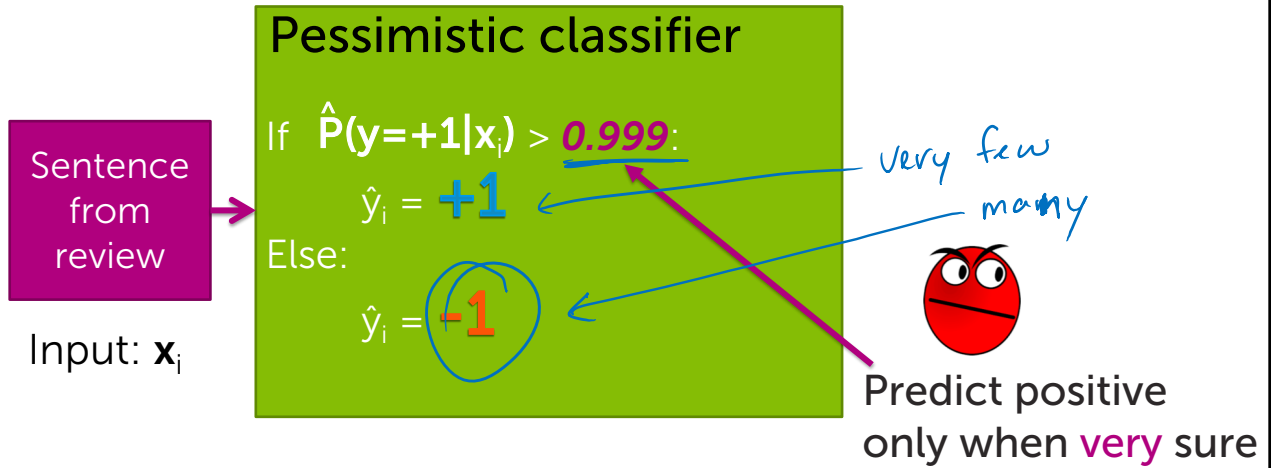 Pessimistic classifier
If P̂(y=+1|xᵢ) > 0.999:
very few
Sentence
from
review
ŷᵢ = +1
many
Else:
ŷᵢ = -1
Input: xᵢ
Predict positive
only when very sure